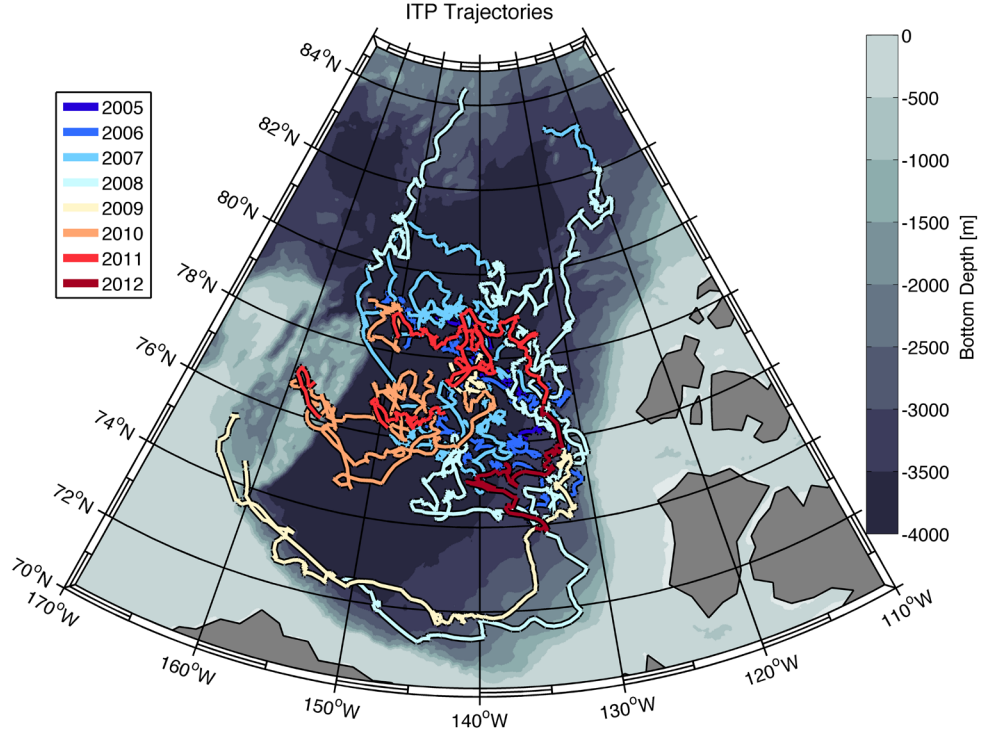 ITP Trajectories
2005
2006
2007
2008
2009
2010
2011
2012
84°N
82°N
80°N
78°N
76°N
74°N
72°N
70°N
170°W
160°W
150°W
140°W
130°W
120°W
110°W
0
-500
-1000
-1500
-2000
-2500
-3000
-3500
-4000
Bottom Depth [m]